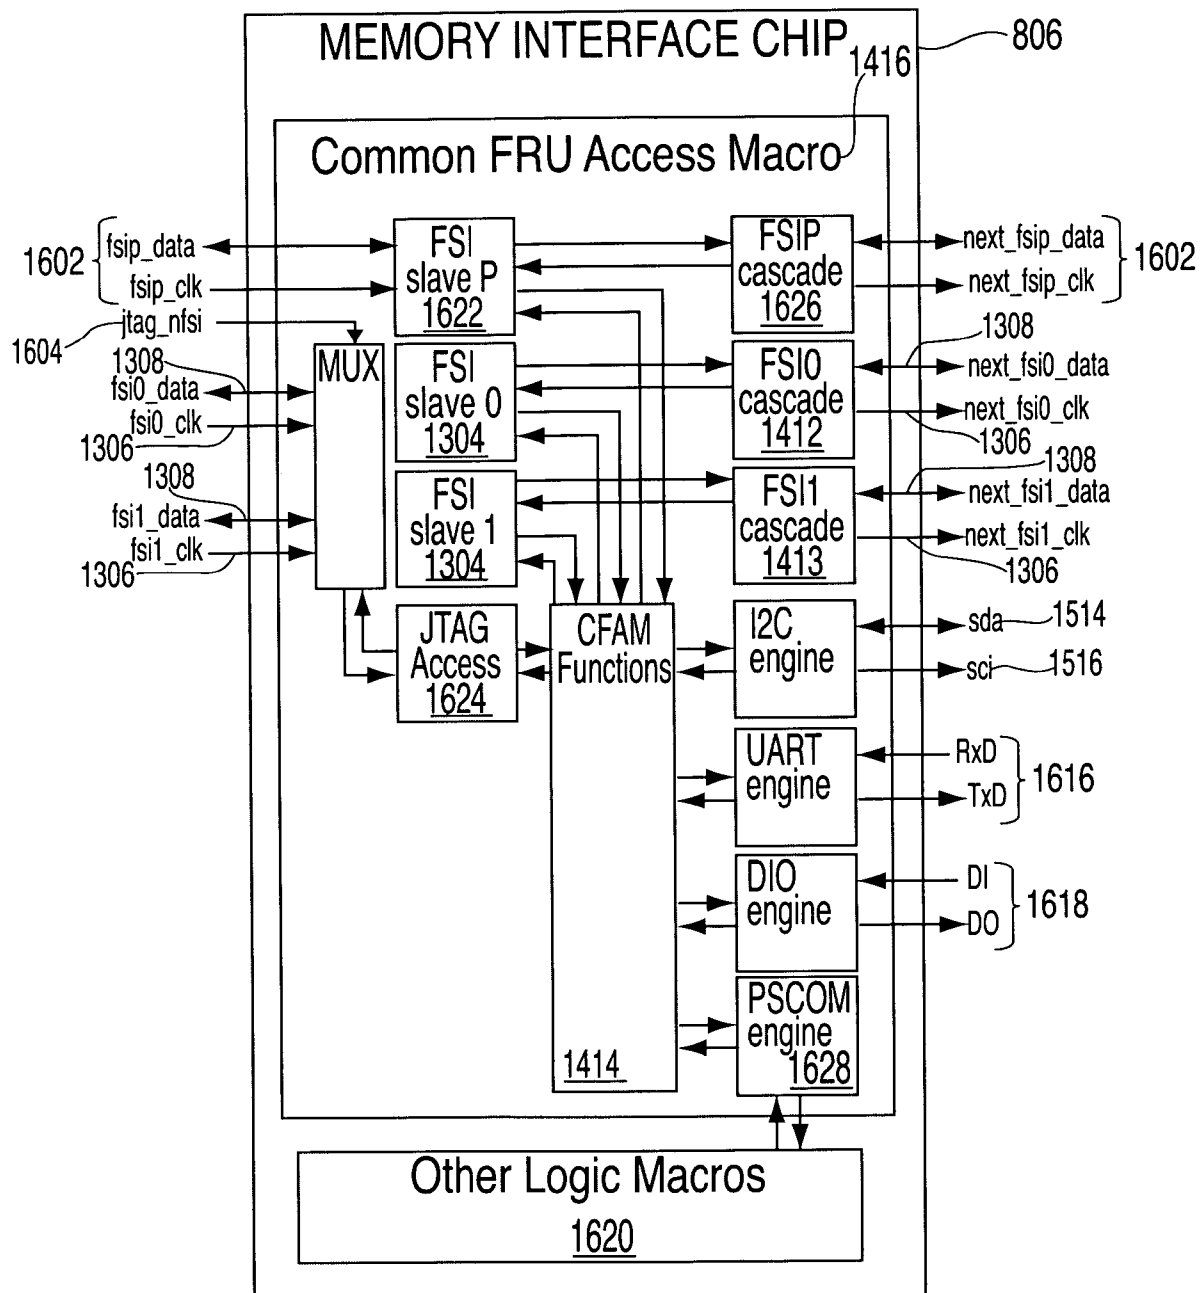 MEMORY INTERFACE CHIP
806
1416
Common FRU Access Macro
1602
fsip_data
fsip_clk
jtag_nfsi
1604
1308
fsi0_data
fsi0_clk
1306
1308
fsi1_data
fsi1_clk
1306
MUX
FSI
slave P
1622
FSI
slave 0
1304
FSI
slave 1
1304
JTAG
Access
1624
CFAM
Functions
1414
FSIP
cascade
1626
FSI0
cascade
1412
FSI1
cascade
1413
I2C
engine
UART
engine
DIO
engine
PSCOM
engine
1628
next_fsip_data
next_fsip_clk
1602
1308
next_fsi0_data
next_fsi0_clk
1306
1308
next_fsi1_data
next_fsi1_clk
1306
sda
1514
sci
1516
RxD
TxD
1616
DI
DO
1618
Other Logic Macros
1620